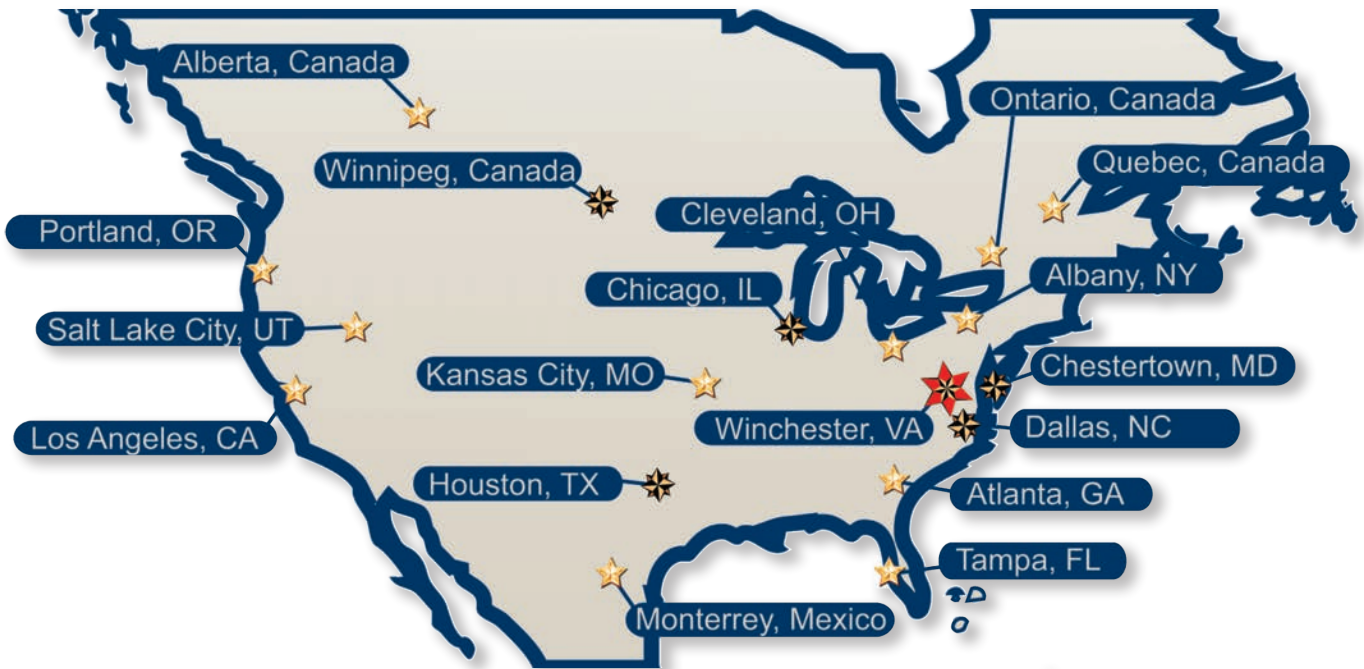 Alberta, Canada
Ontario, Canada
Winnipeg, Canada
Quebec, Canada
Cleveland, OH
Portland, OR
Albany, NY
Chicago, IL
Salt Lake City, UT
Kansas City, MO
Chestertown, MD
Winchester, VA
Dallas, NC
Los Angeles, CA
Houston, TX
Atlanta, GA
Tampa, FL
Monterrey, Mexico